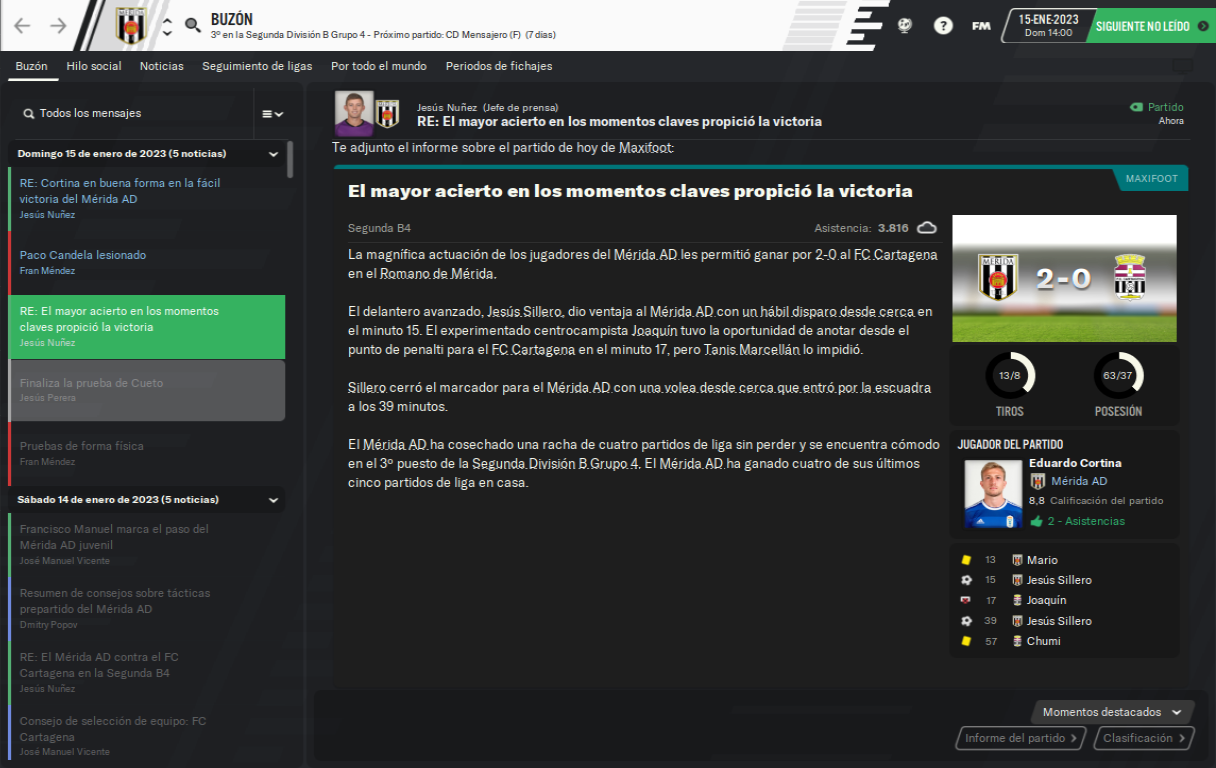 BUZÓN
3º en la Segunda División B Grupo 4 - Próximo partido: CD Mensajero (F) (7 días)
?
FM
15-ENE-2023
Dom 14:00
SIGUIENTE NO LEÍDO
Buzón Hilo social Noticias Seguimiento de ligas Por todo el mundo Periodos de fichajes
Todos los mensajes
Domingo 15 de enero de 2023 (5 noticias)
RE: Cortina en buena forma en la fácil
victoria del Mérida AD
Jesús Nuñez
Paco Candela lesionado
Fran Méndez
RE: El mayor acierto en los momentos
claves propició la victoria
Jesús Nuñez
Finaliza la prueba de Cueto
Jesús Perera
Pruebas de forma física
Fran Méndez
Sábado 14 de enero de 2023 (5 noticias)
Francisco Manuel marca el paso del
Mérida AD juvenil
José Manuel Vicente
Resumen de consejos sobre tácticas
prepartido del Mérida AD
Dmitry Popov
RE: El Mérida AD contra el FC
Cartagena en la Segunda B4
Jesús Nuñez
Consejo de selección de equipo: FC
Cartagena
José Manuel Vicente
Jesús Nuñez (Jefe de prensa)
RE: El mayor acierto en los momentos claves propició la victoria
Partido
Ahora
Te adjunto el informe sobre el partido de hoy de Maxifoot:
MAXIFOOT
El mayor acierto en los momentos claves propició la victoria
Segunda B4 Asistencia: 3.816
La magnífica actuación de los jugadores del Mérida AD les permitió ganar por 2-0 al FC Cartagena
en el Romano de Mérida.
El delantero avanzado, Jesús Sillero, dio ventaja al Mérida AD con un hábil disparo desde cerca en
el minuto 15. El experimentado centrocampista Joaquín tuvo la oportunidad de anotar desde el
punto de penalti para el FC Cartagena en el minuto 17, pero Tanis Marcellán lo impidió.
Sillero cerró el marcador para el Mérida AD con una volea desde cerca que entró por la escuadra
a los 39 minutos.
El Mérida AD ha cosechado una racha de cuatro partidos de liga sin perder y se encuentra cómodo
en el 3º puesto de la Segunda División B Grupo 4. El Mérida AD ha ganado cuatro de sus últimos
cinco partidos de liga en casa.
MERIDA
2-0
13/8 63/37
TIROS POSESIÓN
JUGADOR DEL PARTIDO
Eduardo Cortina
Mérida AD
8,8 Calificación del partido
2 - Asistencias
13 Mario
15 Jesús Sillero
17 Joaquín
39 Jesús Sillero
57 Chumi
Momentos destacados
Informe del partido Clasificación